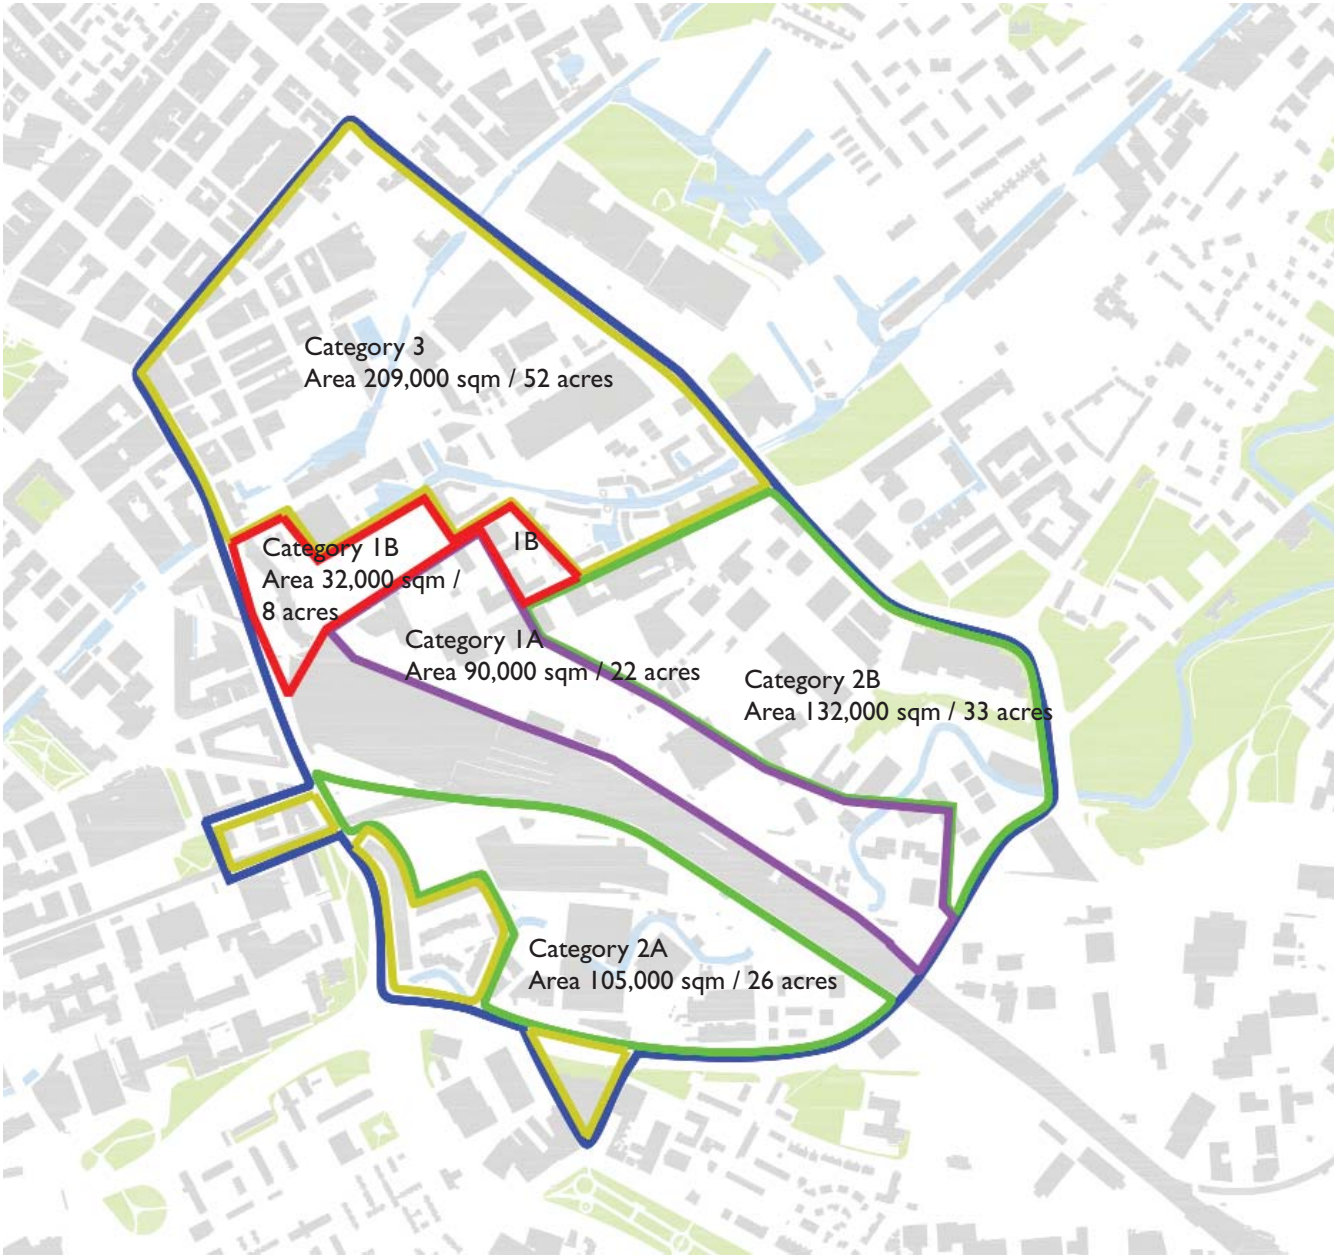 Category 3
Area 209,000 sqm / 52 acres
Category 1B
Area 32,000 sqm /
8 acres
1B
Category 1A
Area 90,000 sqm / 22 acres
Category 2B
Area 132,000 sqm / 33 acres
Category 2A
Area 105,000 sqm / 26 acres